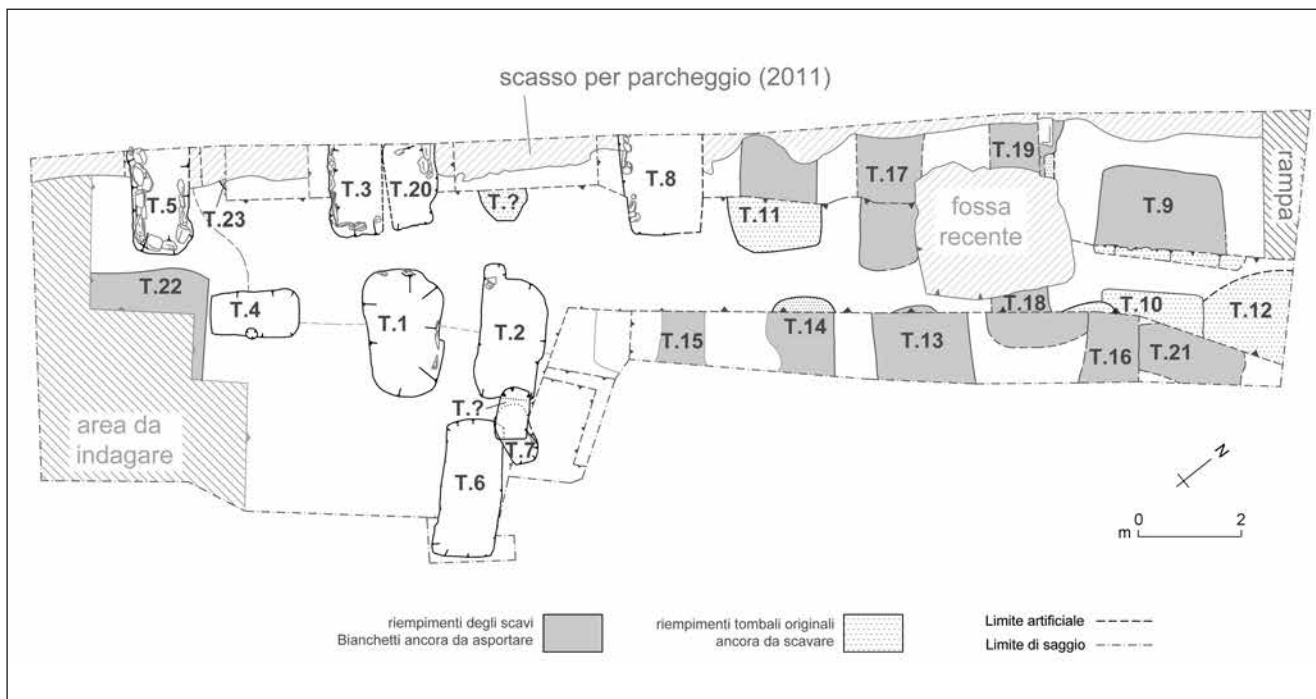 scasso per parcheggio (2011)
T.5
T.23
T.3
T.20
T.?
T.8
T.11
T.17
T.19
fossa
recente
T.9
rampa
T.22
T.4
T.1
T.2
T.15
T.14
T.13
T.18
T.10
T.12
T.16
T.21
T.?
T.7
T.6
area da
indagare
N
0 2
m
riempimenti degli scavi
Bianchetti ancora da asportare
riempimenti tombali originali
ancora da scavare
Limite artificiale
Limite di saggio